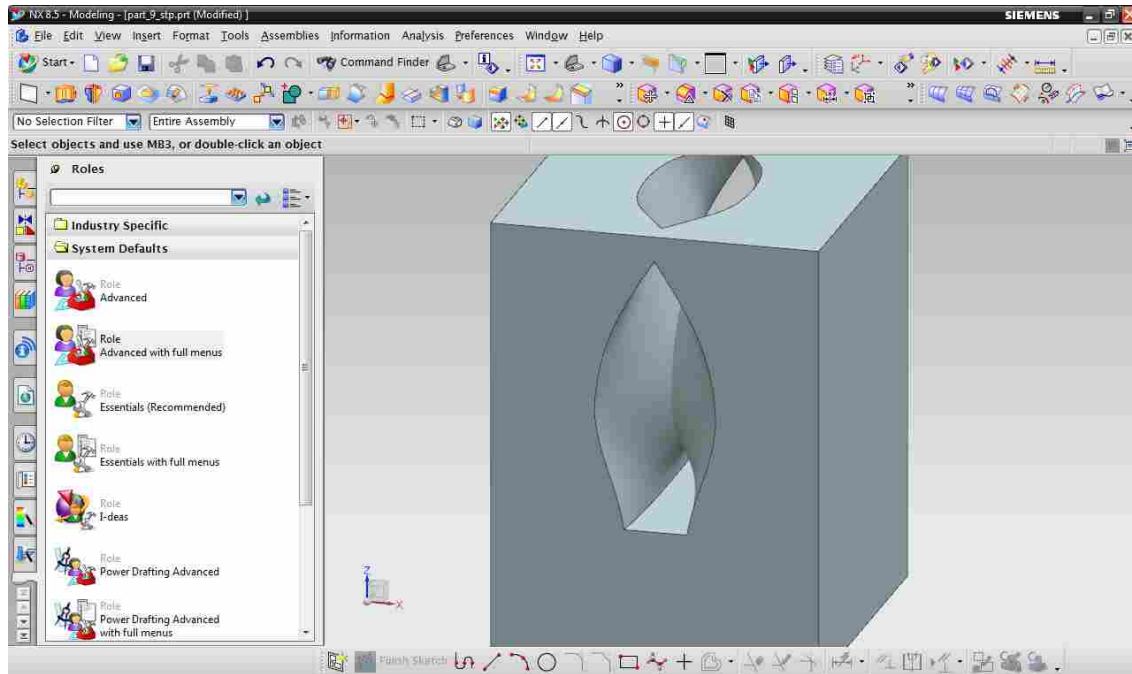 NX 8.5 - Modeling - [part_9_stp.prt (Modified) ]
SIEMENS
File Edit View Insert Format Tools Assemblies Information Analysis Preferences Window Help
Start
Command Finder
No Selection Filter
Entire Assembly
Select objects and use MB3, or double-click an object
Roles
Industry Specific
System Defaults
Role
Advanced
Role
Advanced with full menus
Role
Essentials (Recommended)
Role
Essentials with full menus
Role
I-deas
Role
Power Drafting Advanced
Role
Power Drafting Advanced
with full menus
Z
X
Finish Sketch